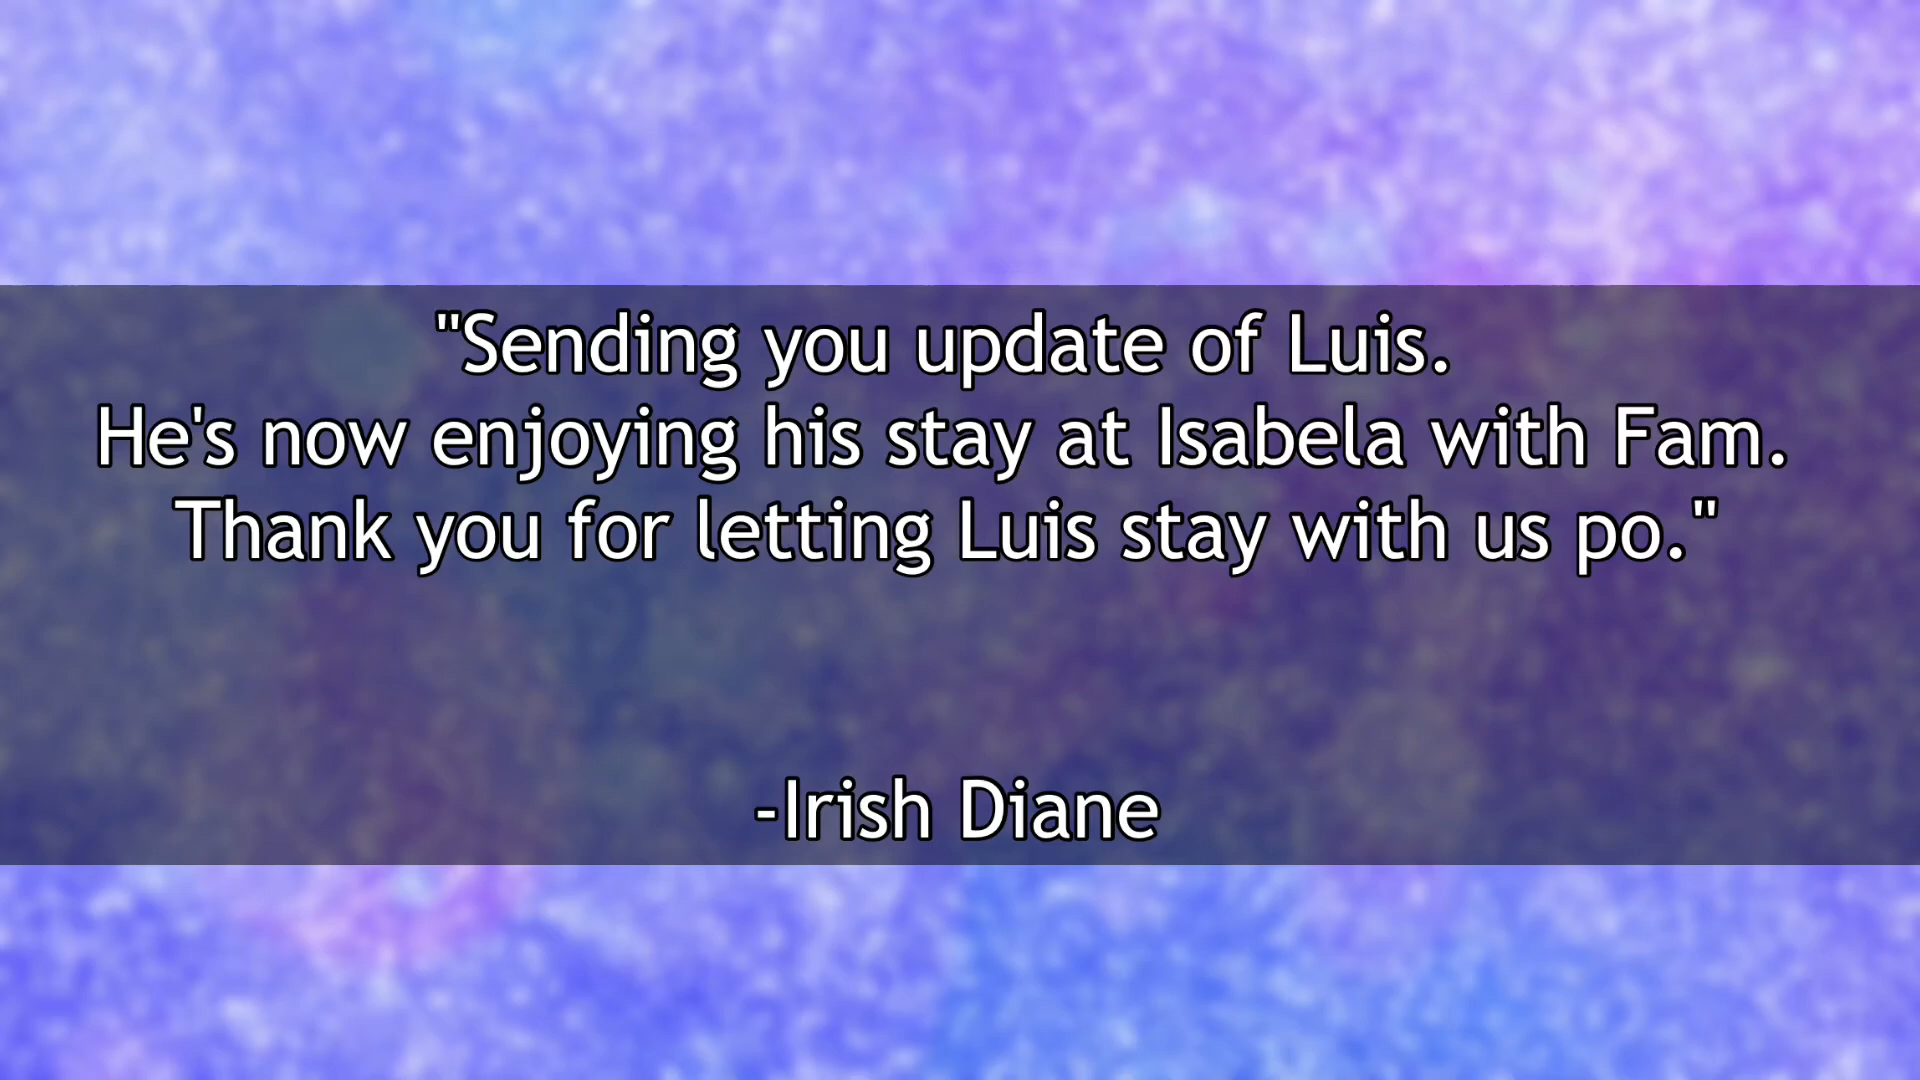 "Sending you update of Luis.
He's now enjoying his stay at Isabela with Fam.
Thank you for letting Luis stay with us po."
-Irish Diane